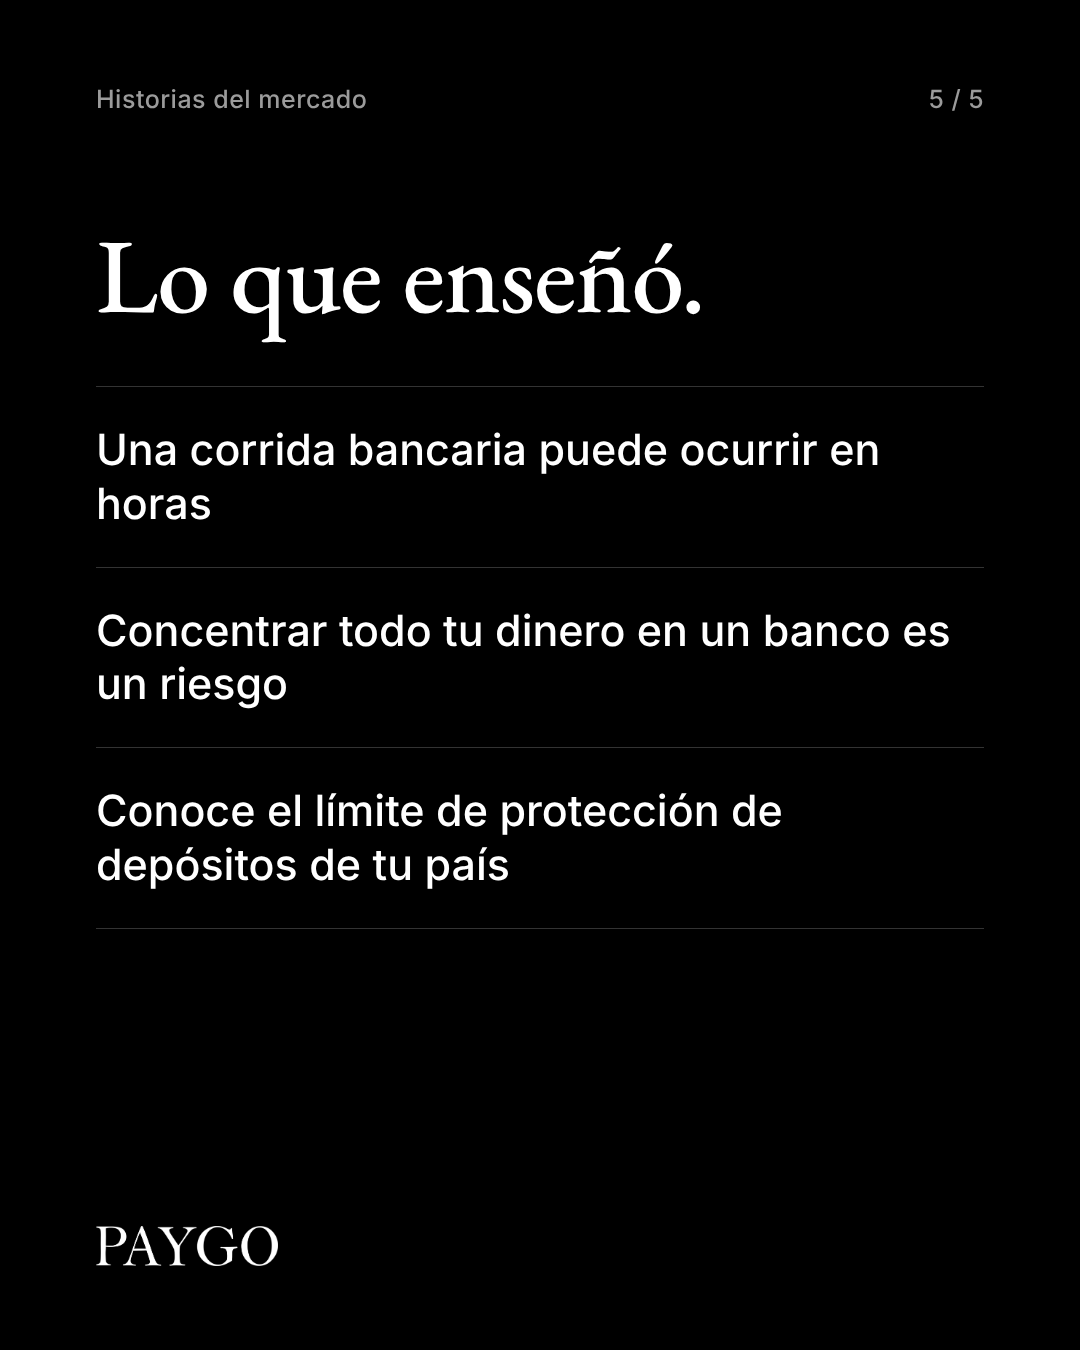 Historias del mercado
5 / 5
Lo que enseñó.
Una corrida bancaria puede ocurrir en
horas
Concentrar todo tu dinero en un banco es
un riesgo
Conoce el límite de protección de
depósitos de tu país
PAYGO